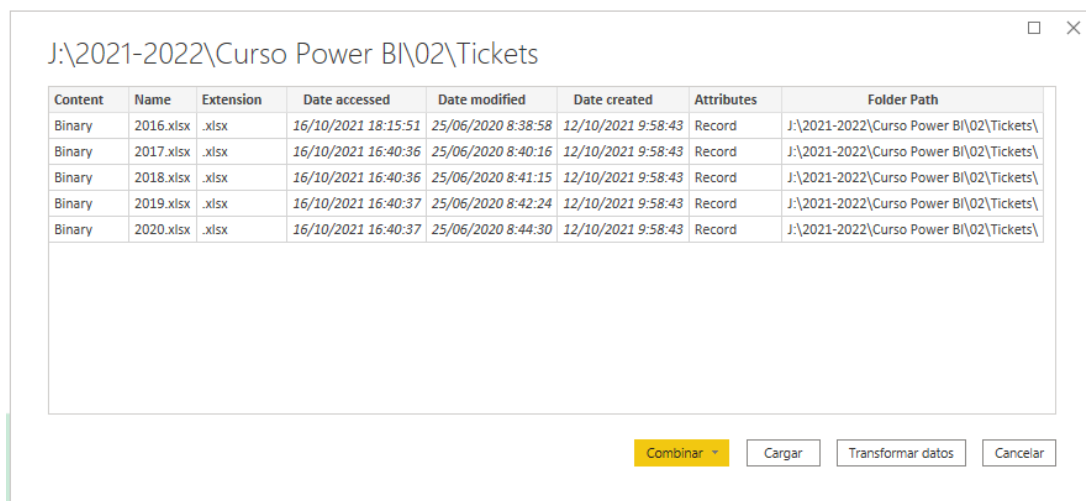 J:\2021-2022\Curso Power BI\02\Tickets
Content Name Extension Date accessed Date modified Date created Attributes Folder Path
Binary 2016.xlsx .xlsx 16/10/2021 18:15:51 25/06/2020 8:38:58 12/10/2021 9:58:43 Record J:\2021-2022\Curso Power BI\02\Tickets\
Binary 2017.xlsx .xlsx 16/10/2021 16:40:36 25/06/2020 8:40:16 12/10/2021 9:58:43 Record J:\2021-2022\Curso Power BI\02\Tickets\
Binary 2018.xlsx .xlsx 16/10/2021 16:40:36 25/06/2020 8:41:15 12/10/2021 9:58:43 Record J:\2021-2022\Curso Power BI\02\Tickets\
Binary 2019.xlsx .xlsx 16/10/2021 16:40:37 25/06/2020 8:42:24 12/10/2021 9:58:43 Record J:\2021-2022\Curso Power BI\02\Tickets\
Binary 2020.xlsx .xlsx 16/10/2021 16:40:37 25/06/2020 8:44:30 12/10/2021 9:58:43 Record J:\2021-2022\Curso Power BI\02\Tickets\
Combinar Cargar Transformar datos Cancelar